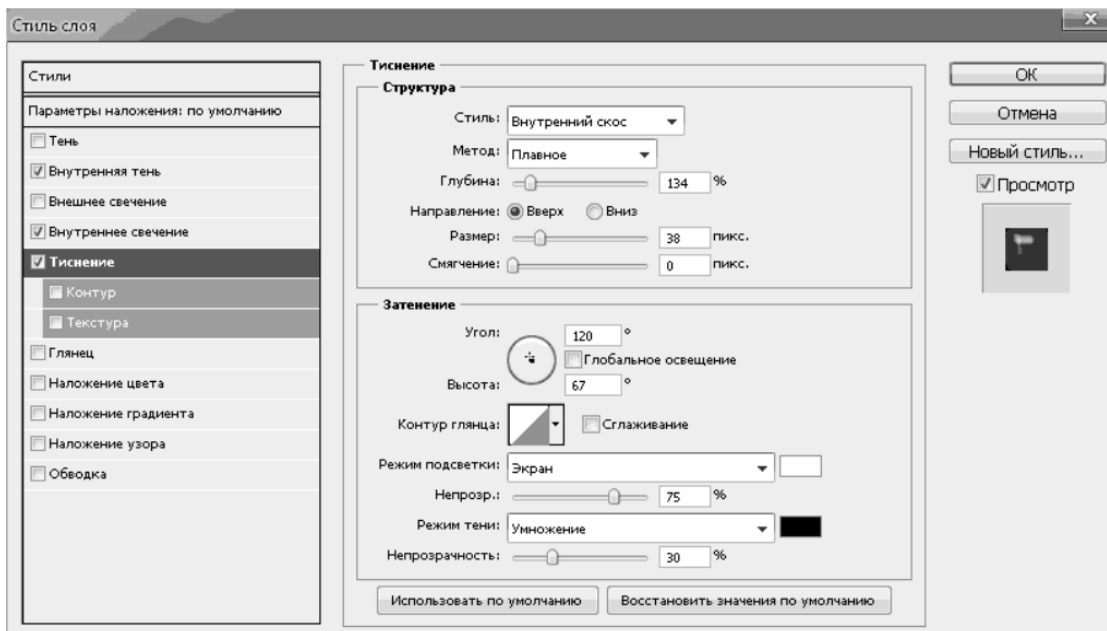 Стиль слоя
Стили
Параметры наложения: по умолчанию
Тень
Внутренняя тень
Внешнее свечение
Внутреннее свечение
Тиснение
Контур
Текстура
Глянец
Наложение цвета
Наложение градиента
Наложение узора
Обводка
Тиснение
Структура
Стиль: Внутренний скос
Метод: Плавное
Глубина: 134 %
Направление: Вверх Вниз
Размер: 38 пикс.
Смягчение: 0 пикс.
Затенение
Угол: 120 °
Глобальное освещение
Высота: 67 °
Контур глянца: Сглаживание
Режим подсветки: Экран
Непрозр.: 75 %
Режим тени: Умножение
Непрозрачность: 30 %
Использовать по умолчанию Восстановить значения по умолчанию
ОК
Отмена
Новый стиль...
Просмотр